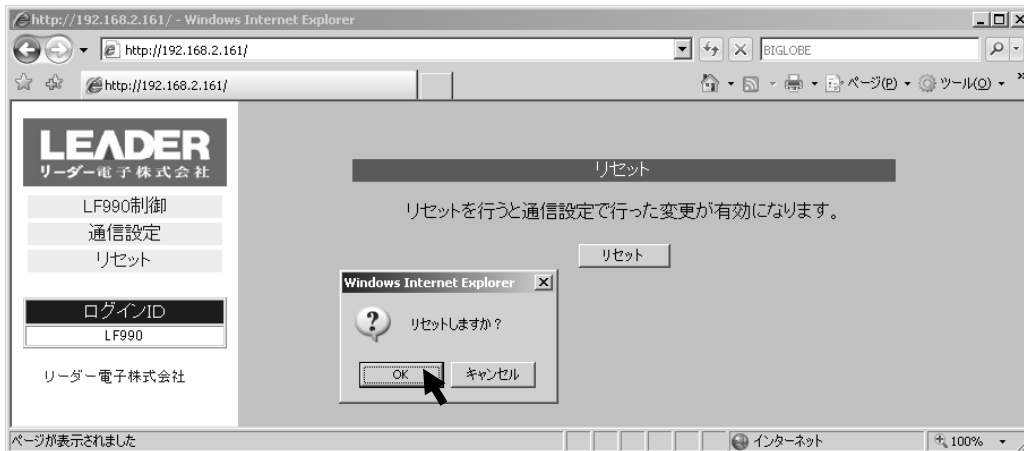 http://192.168.2.161/ - Windows Internet Explorer
http://192.168.2.161/
BIGLOBE
http://192.168.2.161/
ページ(P)
ツール(O)
»
LEADER
リーダー電子株式会社
LF990制御
通信設定
リセット
ログインID
LF990
リーダー電子株式会社
リセット
リセットを行うと通信設定で行った変更が有効になります。
リセット
Windows Internet Explorer
リセットしますか？
OK
キャンセル
ページが表示されました
インターネット
100%